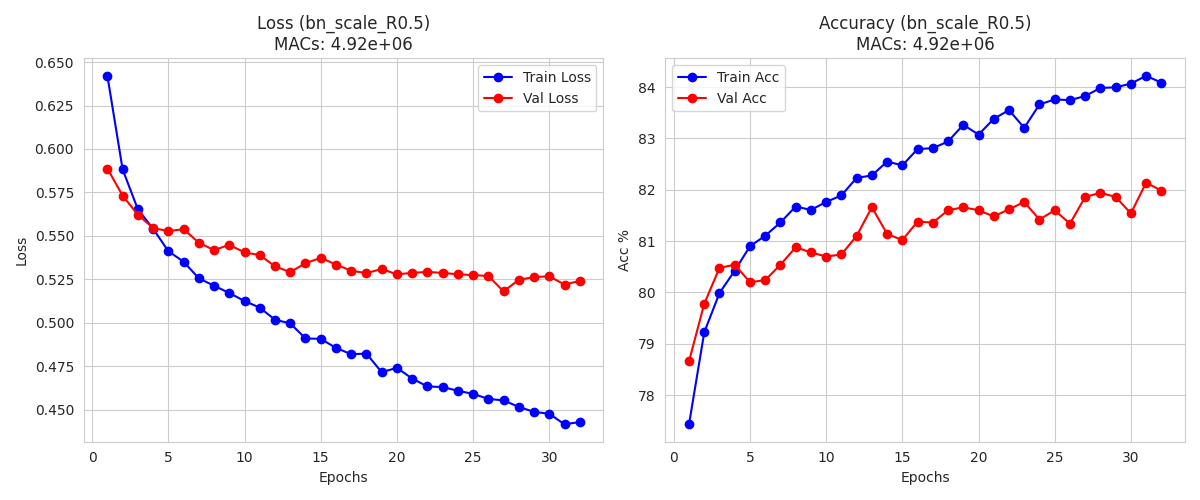 Loss (bn_scale_R0.5)
MACs: 4.92e+06
0.650
0.625
0.600
0.575
0.550
0.525
0.500
0.475
0.450
Loss
0 5 10 15 20 25 30
Epochs
Train Loss
Val Loss
Accuracy (bn_scale_R0.5)
MACs: 4.92e+06
84
83
82
81
80
79
78
Acc %
0 5 10 15 20 25 30
Epochs
Train Acc
Val Acc